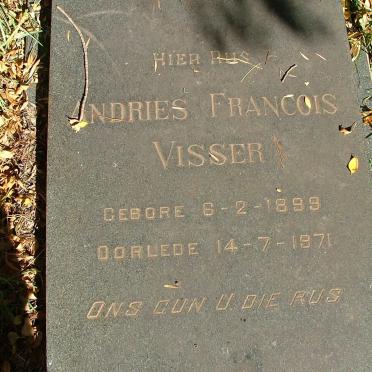 HIER RUS
ANDRIES FRANCOIS
VISSER
GEBORE 6-2-1899
OORLEDE 14-7-1971
ONS GUN U DIE RUS